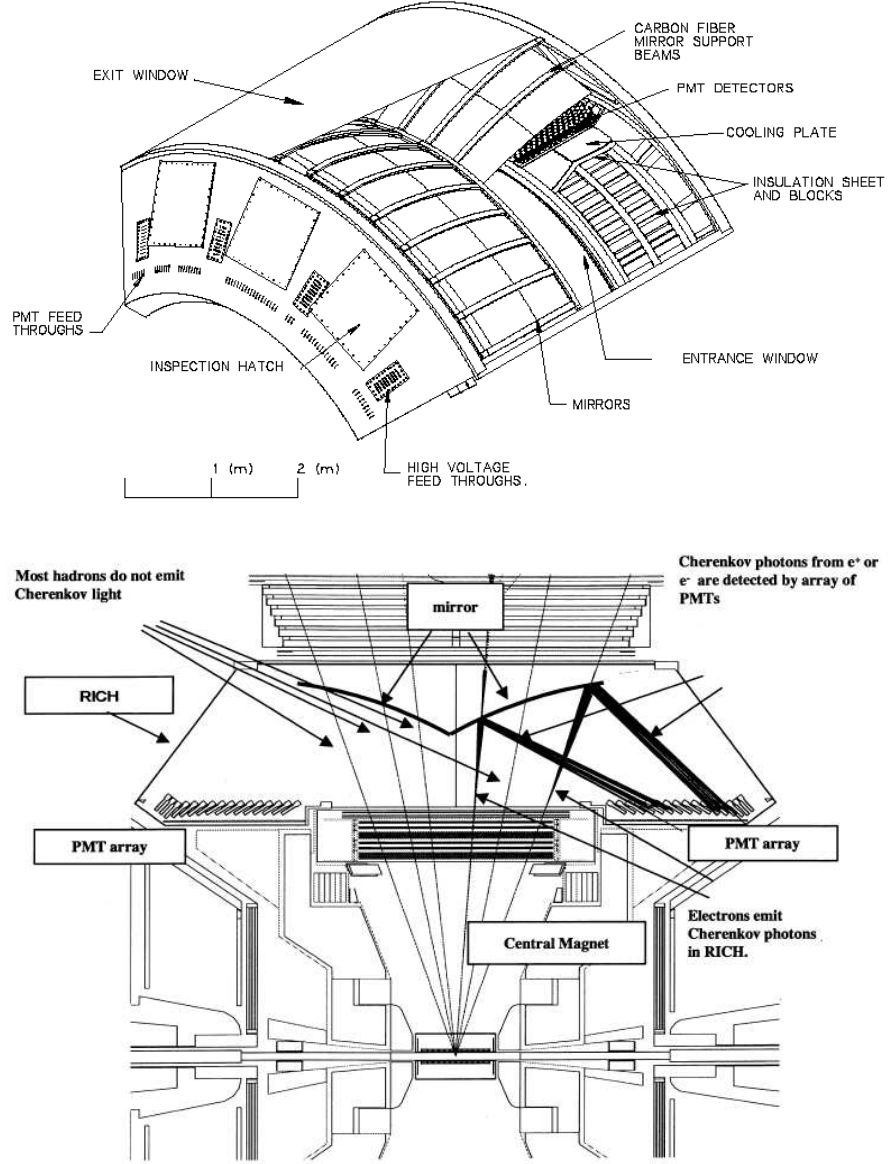 CARBON FIBER
MIRROR SUPPORT
BEAMS
EXIT WINDOW
PMT DETECTORS
COOLING PLATE
INSULATION SHEET
AND BLOCKS
PMT FEED
THROUGHS
INSPECTION HATCH
ENTRANCE WINDOW
MIRRORS
1 (m)
2 (m)
HIGH VOLTAGE
FEED THROUGHS.
Most hadrons do not emit
Cherenkov light
Cherenkov photons from e+ or
e- are detected by array of
PMTs
mirror
RICH
PMT array
PMT array
Electrons emit
Cherenkov photons
in RICH.
Central Magnet